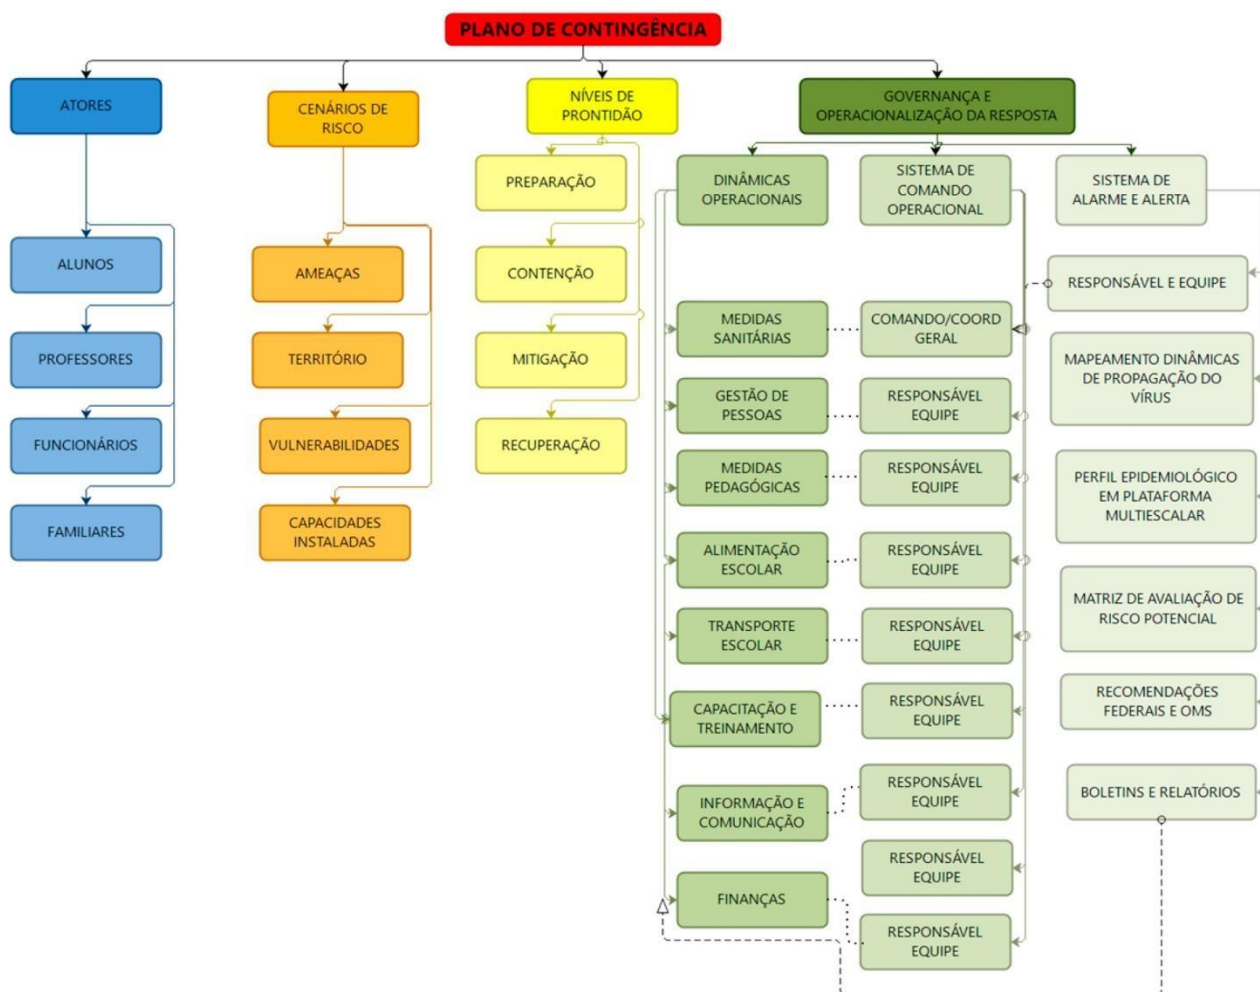 PLANO DE CONTINGÊNCIA
ATORES
CENÁRIOS DE
RISCO
NÍVEIS DE
PRONTIDÃO
GOVERNANÇA E
OPERACIONALIZAÇÃO DA RESPOSTA
ALUNOS
PROFESSORES
FUNCIONÁRIOS
FAMILIARES
AMEAÇAS
TERRITÓRIO
VULNERABILIDADES
CAPACIDADES
INSTALADAS
PREPARAÇÃO
CONTENÇÃO
MITIGAÇÃO
RECUPERAÇÃO
DINÂMICAS
OPERACIONAIS
MEDIDAS
SANITÁRIAS
GESTÃO DE
PESSOAS
MEDIDAS
PEDAGÓGICAS
ALIMENTAÇÃO
ESCOLAR
TRANSPORTE
ESCOLAR
CAPACITAÇÃO E
TREINAMENTO
INFORMAÇÃO E
COMUNICAÇÃO
FINANÇAS
SISTEMA DE
COMANDO
OPERACIONAL
COMANDO/COORD
GERAL
RESPONSÁVEL
EQUIPE
RESPONSÁVEL
EQUIPE
RESPONSÁVEL
EQUIPE
RESPONSÁVEL
EQUIPE
RESPONSÁVEL
EQUIPE
RESPONSÁVEL
EQUIPE
RESPONSÁVEL
EQUIPE
RESPONSÁVEL
EQUIPE
SISTEMA DE
ALARME E ALERTA
RESPONSÁVEL E EQUIPE
MAPEAMENTO DINÂMICAS
DE PROPAGAÇÃO DO
VÍRUS
PERFIL EPIDEMIOLÓGICO
EM PLATAFORMA
MULTIESCALAR
MATRIZ DE AVALIAÇÃO DE
RISCO POTENCIAL
RECOMENDAÇÕES
FEDERAIS E OMS
BOLETINS E RELATÓRIOS